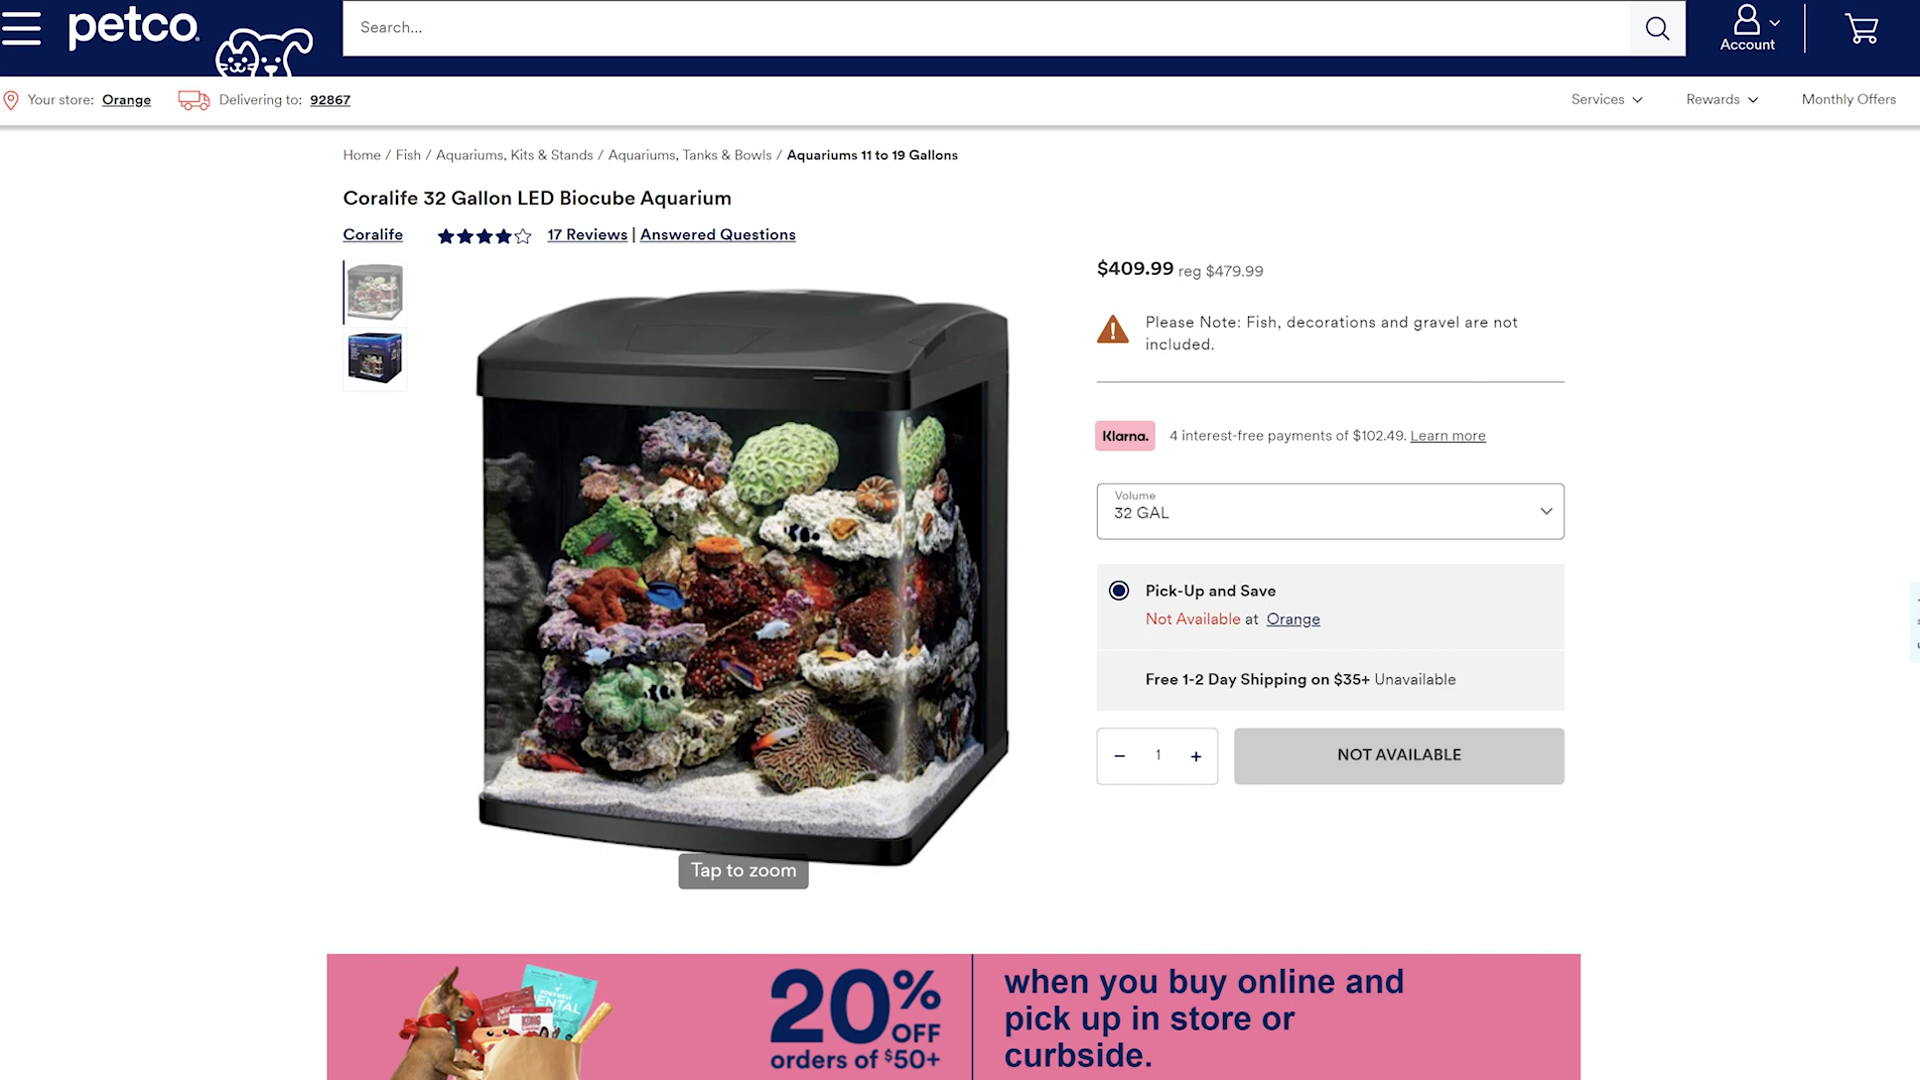 petco
Search...
Account
Your store: Orange
Delivering to: 92867
Services
Rewards
Monthly Offers
Home / Fish / Aquariums, Kits & Stands / Aquariums, Tanks & Bowls / Aquariums 11 to 19 Gallons
Coralife 32 Gallon LED Biocube Aquarium
Coralife
17 Reviews | Answered Questions
$409.99 reg $479.99
Please Note: Fish, decorations and gravel are not
included.
Klarna. 4 interest-free payments of $102.49. Learn more
Volume
32 GAL
Pick-Up and Save
Not Available at Orange
Free 1-2 Day Shipping on $35+ Unavailable
− 1 +
NOT AVAILABLE
Tap to zoom
20% OFF
orders of $50+
when you buy online and
pick up in store or
curbside.
KONG